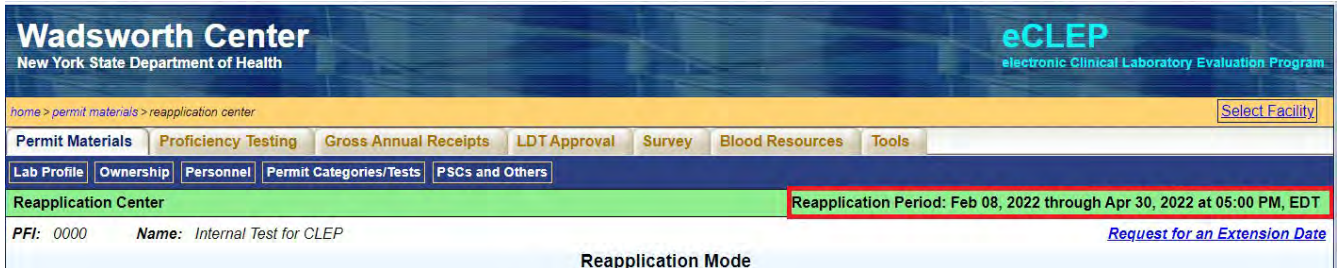 Wadsworth Center
New York State Department of Health
eCLEP
electronic Clinical Laboratory Evaluation Program
home > permit materials > reapplication center
Select Facility
Permit Materials Proficiency Testing Gross Annual Receipts LDT Approval Survey Blood Resources Tools
Lab Profile Ownership Personnel Permit Categories/Tests PSCs and Others
Reapplication Center Reapplication Period: Feb 08, 2022 through Apr 30, 2022 at 05:00 PM, EDT
PFI: 0000 Name: Internal Test for CLEP Request for an Extension Date
Reapplication Mode